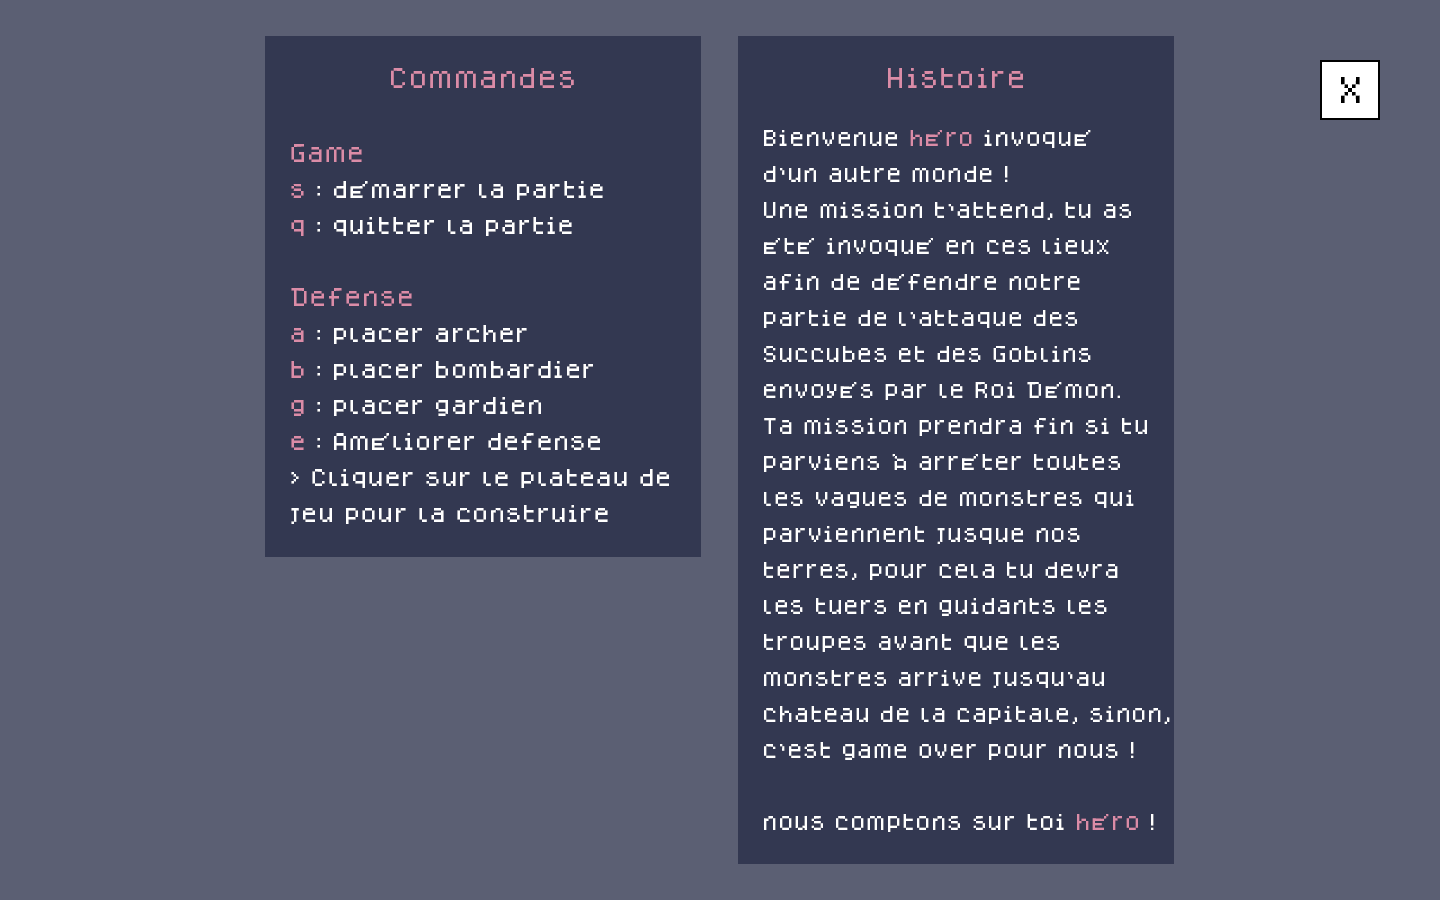 Commandes
Game
s : démarrer la partie
q : quitter la partie
Defense
a : placer archer
b : placer bombardier
g : placer gardien
e : Améliorer defense
> Cliquer sur le plateau de
jeu pour la construire
Histoire
Bienvenue héro invoqué
d'un autre monde !
Une mission t'attend, tu as
été invoqué en ces lieux
afin de défendre notre
partie de l'attaque des
Succubes et des Goblins
envoyés par le Roi Démon.
Ta mission prendra fin si tu
parviens à arréter toutes
les vagues de monstres qui
parviennent jusque nos
terres, pour cela tu devra
les tuers en guidants les
troupes avant que les
monstres arrive jusqu'au
chateau de la capitale, sinon,
c'est game over pour nous !
nous comptons sur toi héro !
X